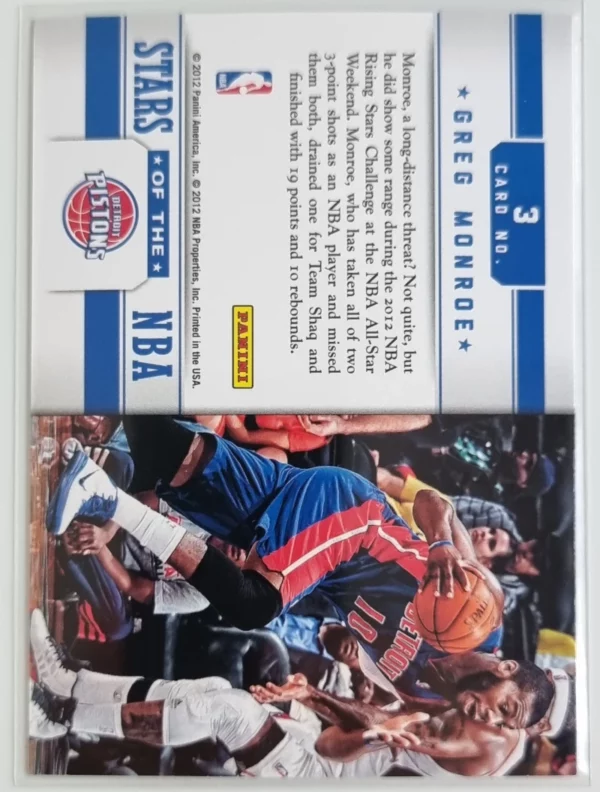 3
CARD NO.
★ GREG MONROE ★
Monroe, a long-distance threat? Not quite, but
he did show some range during the 2012 NBA
Rising Stars Challenge at the NBA All-Star
Weekend. Monroe, who has taken all of two
3-point shots as an NBA player and missed
them both, drained one for Team Shaq and
finished with 19 points and 10 rebounds.
NBA
PANINI
© 2012 Panini America, Inc. © 2012 NBA Properties, Inc. Printed in the USA.
STARS ★ OF THE ★ NBA
DETROIT
PISTONS
DETROIT
10